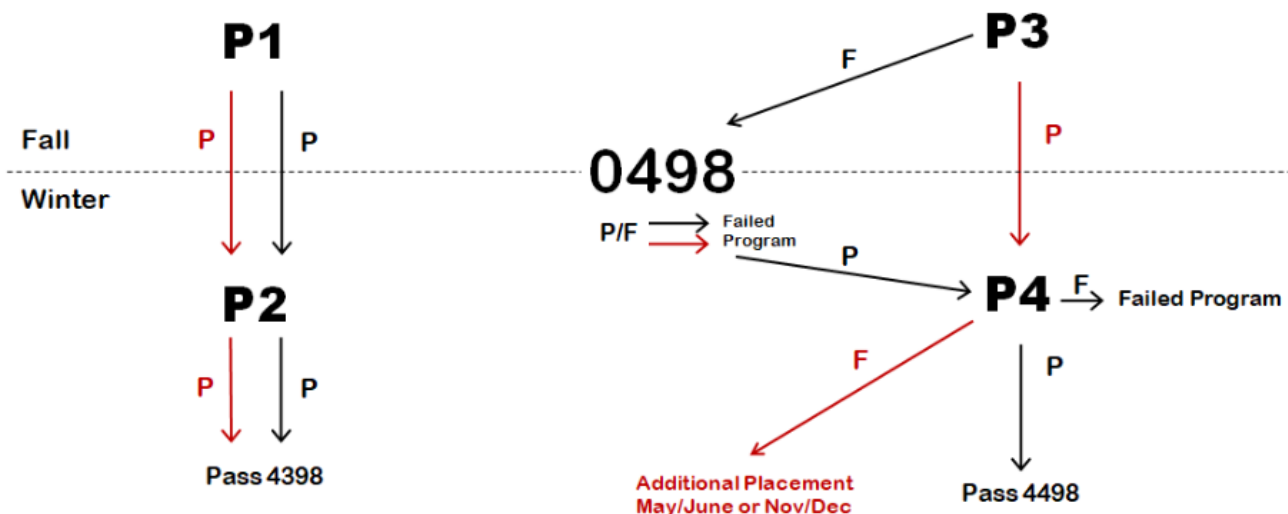 P1
P3
F
Fall
P
P
P
0498
Winter
P/F
Failed
Program
P
P2
P4
F
Failed Program
P
P
F
P
Pass 4398
Additional Placement
May/June or Nov/Dec
Pass 4498